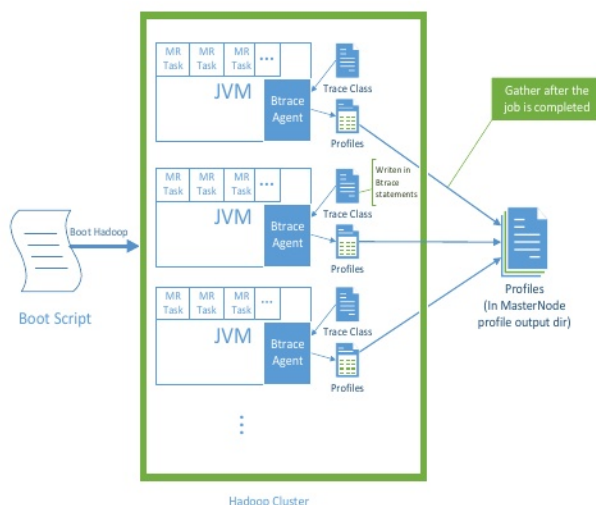 MR MR MR ...
Task Task Task
JVM
Btrace
Agent
Trace Class
Profiles
Gather after the
job is completed
MR MR MR ...
Task Task Task
JVM
Btrace
Agent
Trace Class
Profiles
Writen in
Btrace
statements
Boot Hadoop
Boot Script
Profiles
(In MasterNode
profile output dir)
MR MR MR ...
Task Task Task
JVM
Btrace
Agent
Trace Class
Profiles
Hadoop Cluster